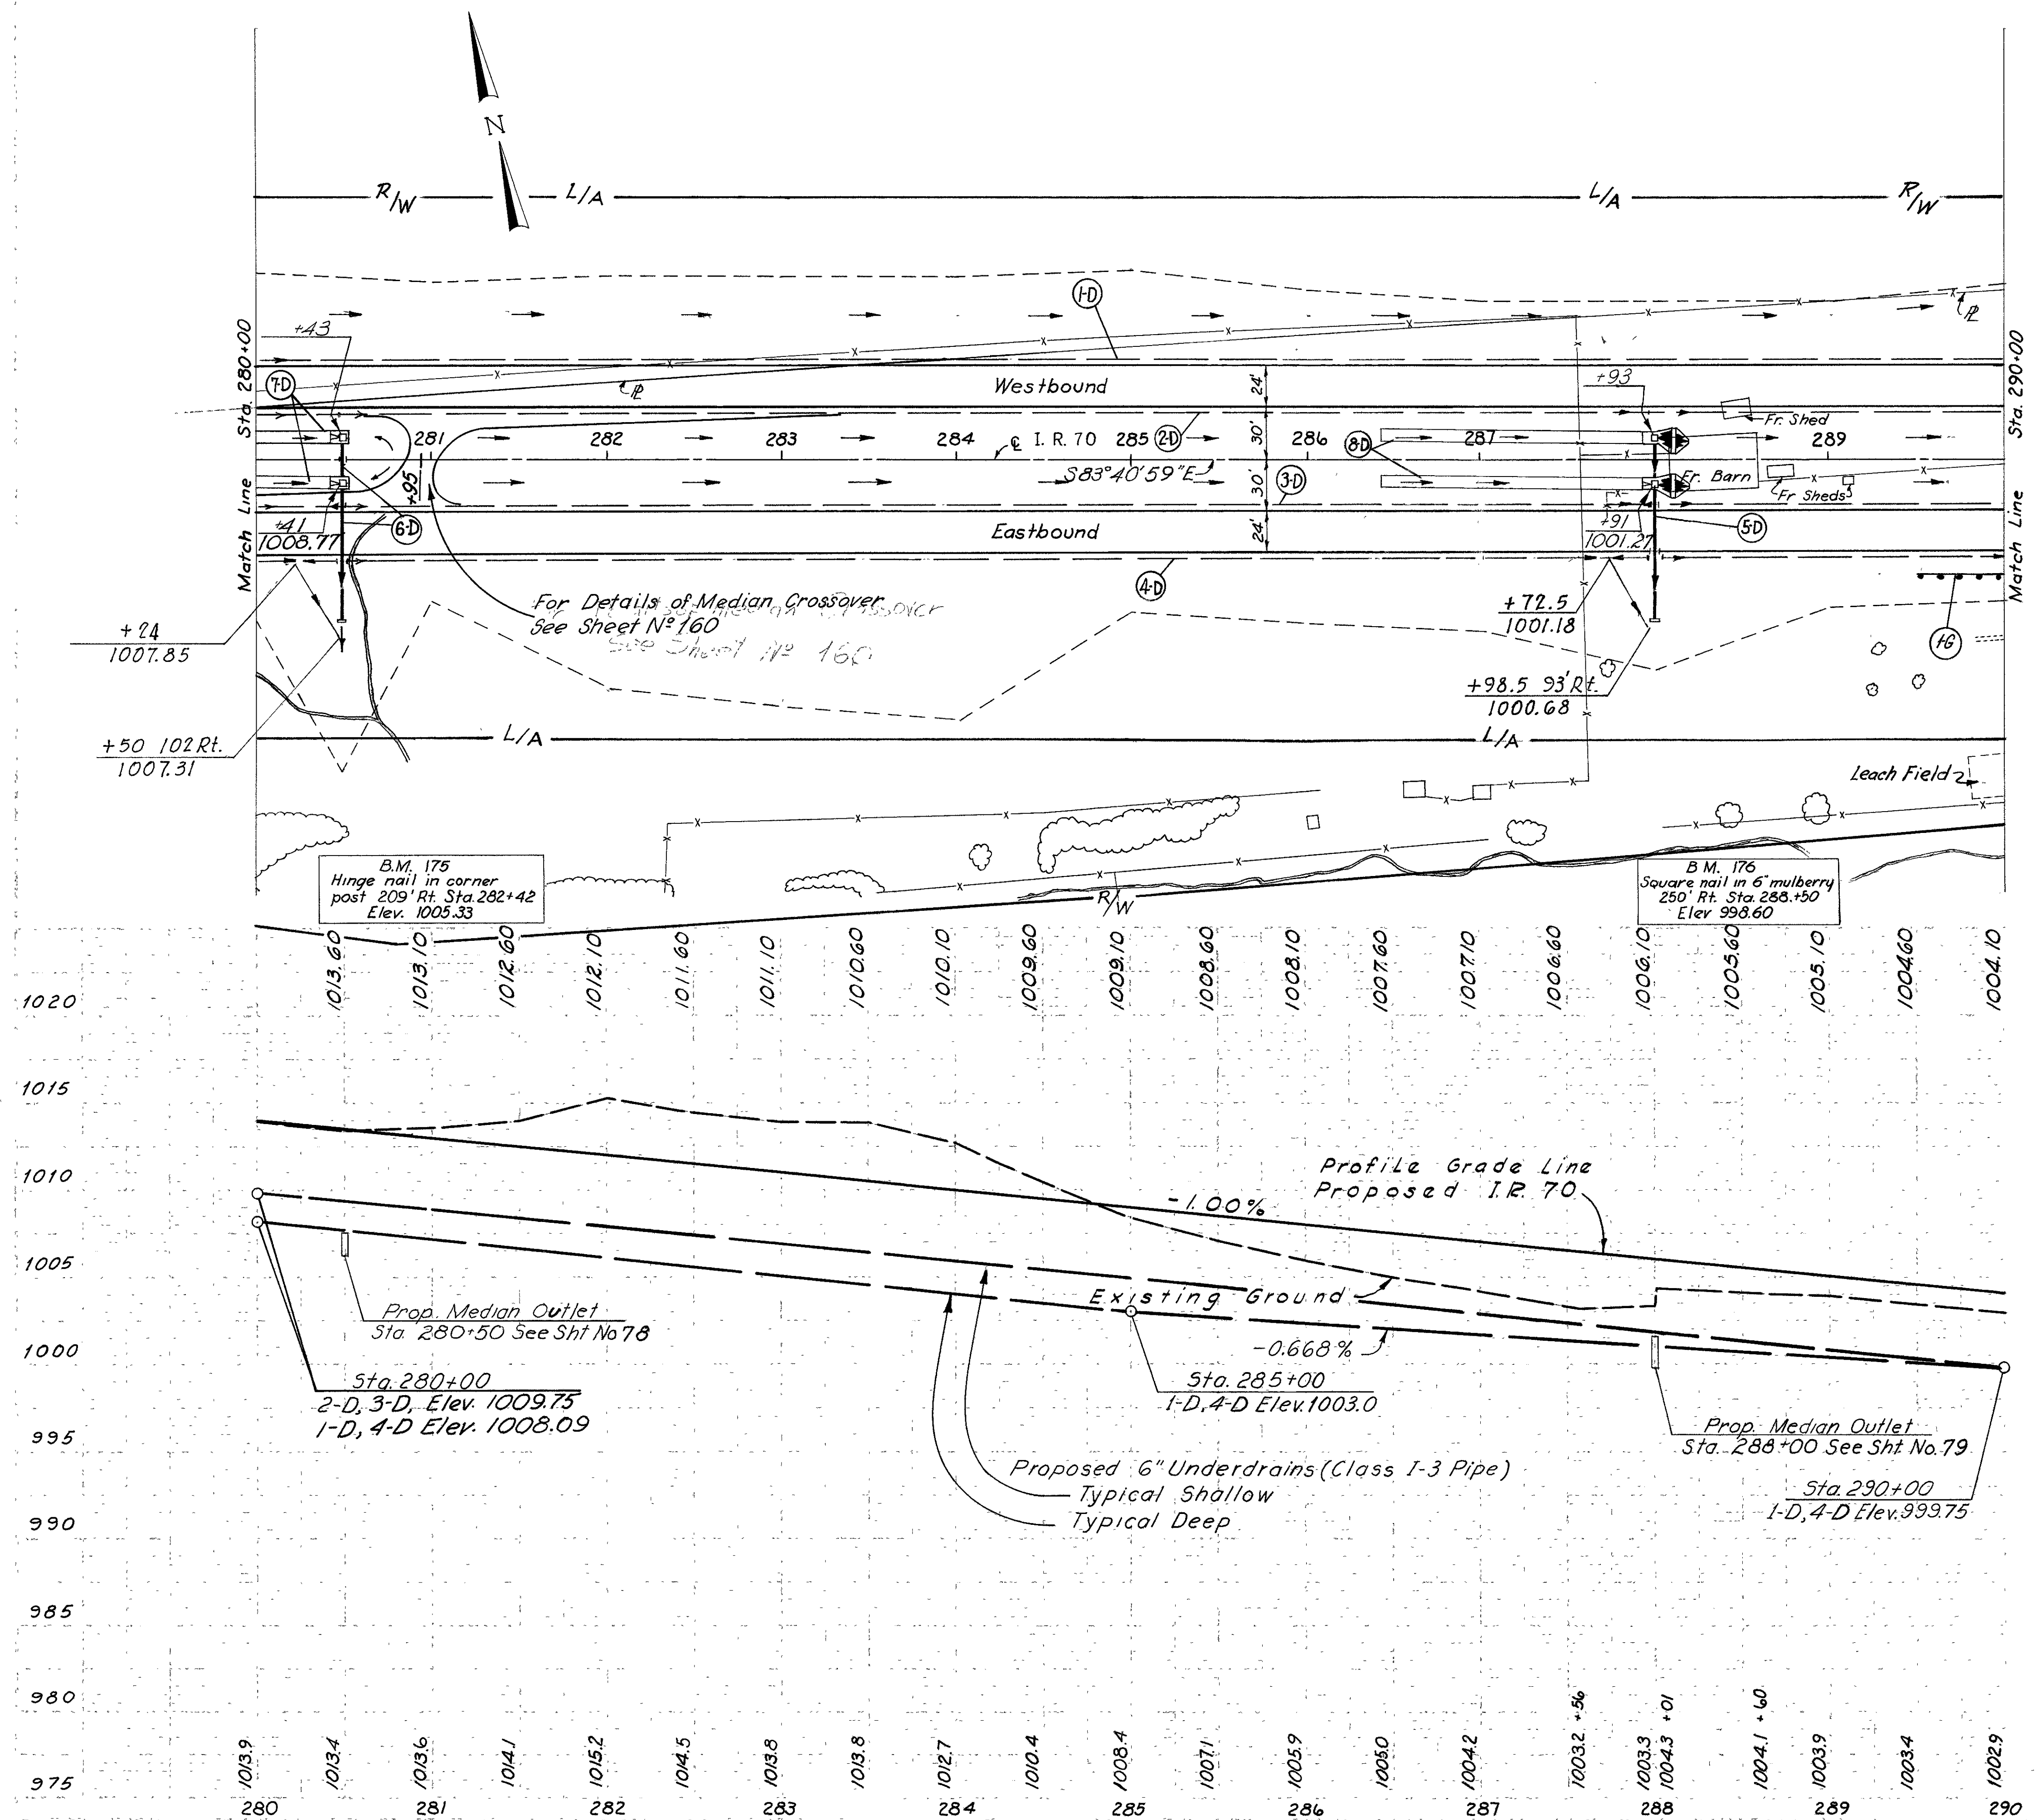 N
R/W
L/A
L/A
R/W
Sta. 280+00
Match Line
Sta. 290+00
Match Line
1-D
+43
7-D
℄
Westbound
24'
+93
Fr. Shed
281
282
283
284
℄ I. R. 70
285
2-D
30'
286
8-D
287
289
S83°40'59"E
+95
30'
3-D
Fr. Barn
Fr Sheds
+41
1008.77
6-D
Eastbound
24'
+91
1001.27
5-D
4-D
For Details of Median Crossover
See Sheet Nº 160
See Sheet Nº 160
+24
1007.85
+72.5
1001.18
1-G
+98.5 93' Rt.
1000.68
+50 102 Rt.
1007.31
L/A
L/A
Leach Field
B.M. 175
Hinge nail in corner
post 209' Rt. Sta. 282+42
Elev. 1005.33
B M. 176
Square nail in 6" mulberry
250' Rt. Sta. 288+50
Elev 998.60
R/W
1013.60 1013.10 1012.60 1012.10 1011.60 1011.10 1010.60 1010.10 1009.60 1009.10 1008.60 1008.10 1007.60 1007.10 1006.60 1006.10 1005.60 1005.10 1004.60 1004.10
1020
1015
1010
Profile Grade Line
Proposed I.R. 70
-1.00%
1005
Existing Ground
Prop. Median Outlet
Sta. 280+50 See Sht No 78
1000
-0.668%
Sta. 280+00
2-D, 3-D, Elev. 1009.75
1-D, 4-D Elev. 1008.09
Sta. 285+00
1-D, 4-D Elev. 1003.0
995
Prop. Median Outlet
Sta. 288+00 See Sht. No. 79
Proposed 6" Underdrains (Class I-3 Pipe)
Typical Shallow
Typical Deep
Sta. 290+00
1-D, 4-D Elev. 999.75
990
985
980
975
1013.9 1013.4 1013.6 1014.1 1015.2 1014.5 1013.8 1013.8 1012.7 1010.4 1008.4 1007.1 1005.9 1005.0 1004.2 1003.2 +56 1003.3 1004.3 +01 1004.1 +60 1003.9 1003.4 1002.9
280 281 282 283 284 285 286 287 288 289 290